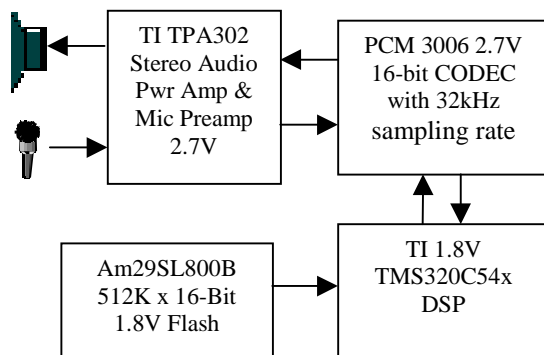 TI TPA302
Stereo Audio
Pwr Amp &
Mic Preamp
2.7V
PCM 3006 2.7V
16-bit CODEC
with 32kHz
sampling rate
Am29SL800B
512K x 16-Bit
1.8V Flash
TI 1.8V
TMS320C54x
DSP